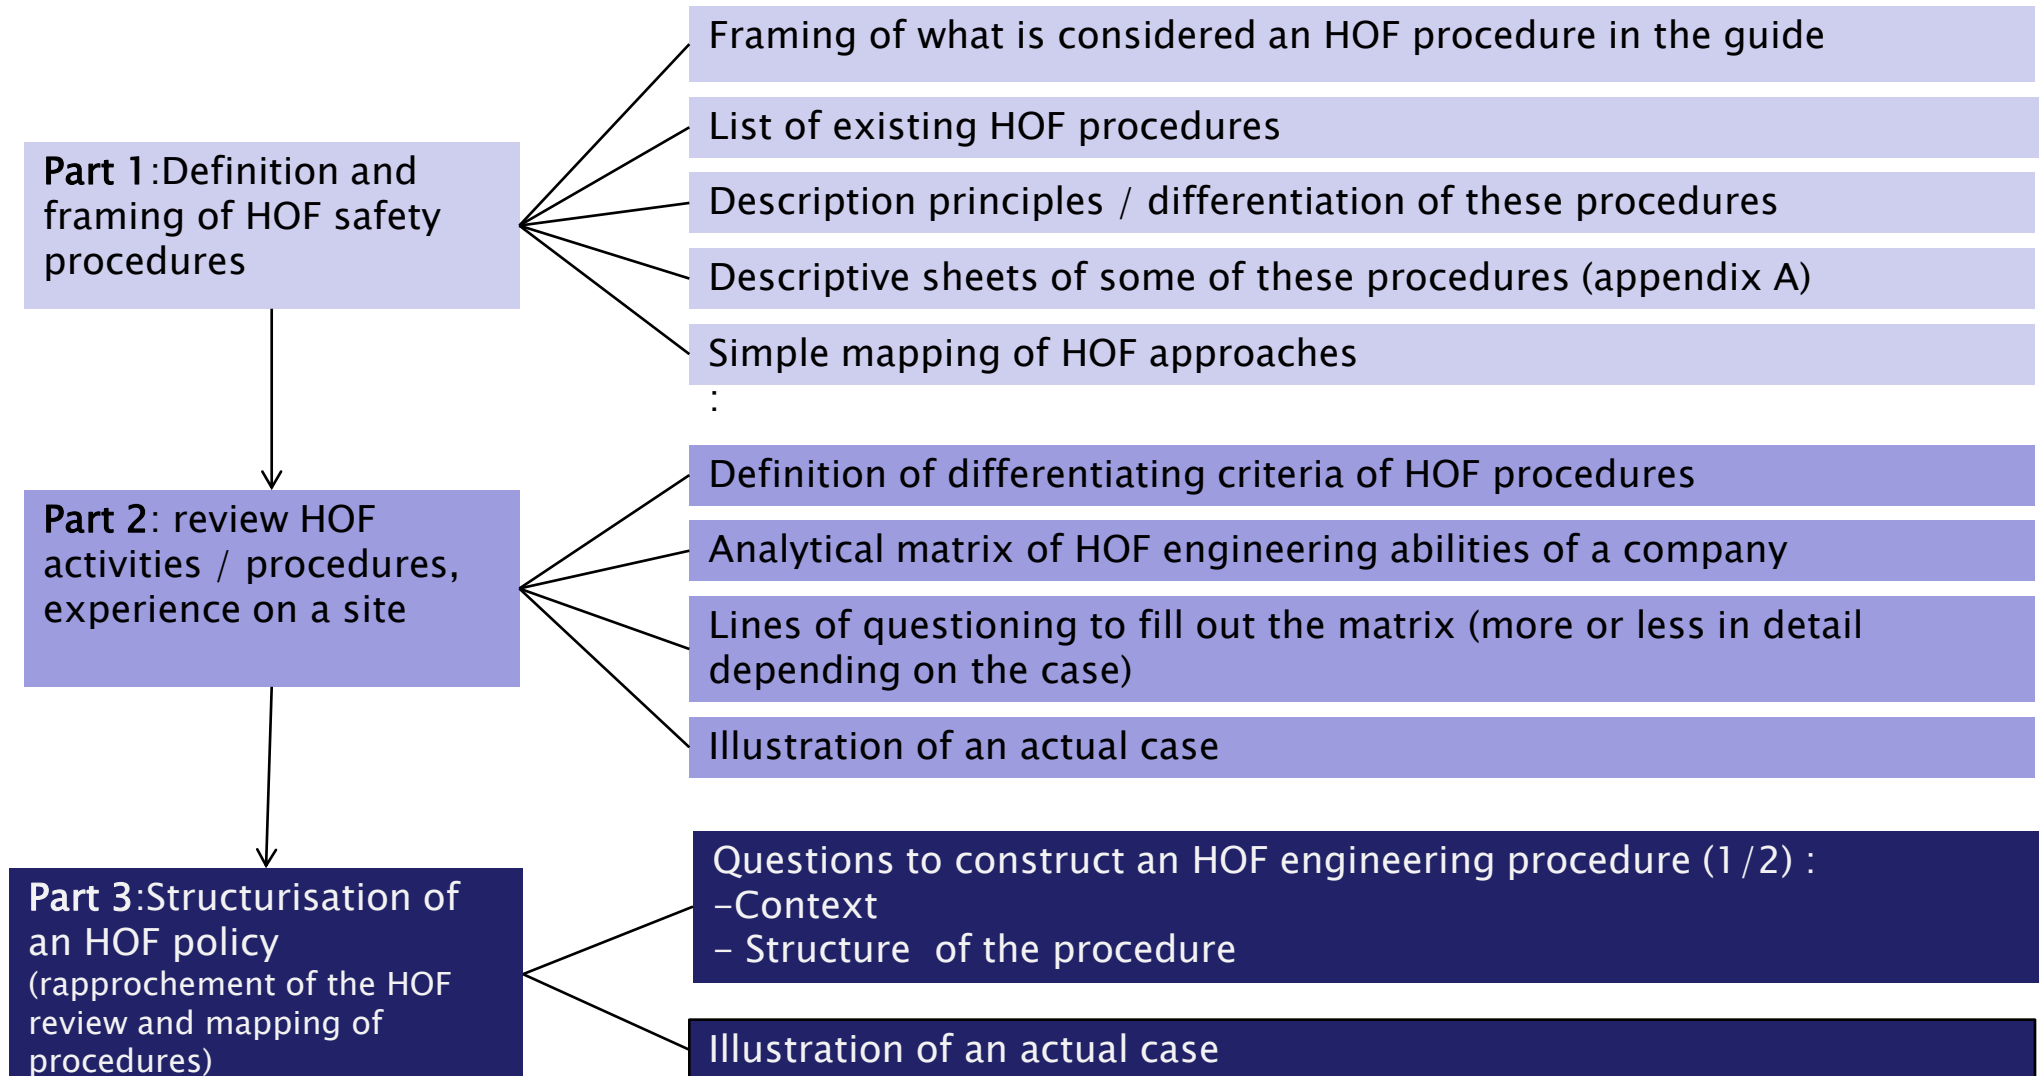 Framing of what is considered an HOF procedure in the guide
List of existing HOF procedures
Part 1:Definition and
framing of HOF safety
procedures
Description principles / differentiation of these procedures
Descriptive sheets of some of these procedures (appendix A)
Simple mapping of HOF approaches
:
Definition of differentiating criteria of HOF procedures
Part 2: review HOF
activities / procedures,
experience on a site
Analytical matrix of HOF engineering abilities of a company
Lines of questioning to fill out the matrix (more or less in detail
depending on the case)
Illustration of an actual case
Questions to construct an HOF engineering procedure (1/2) :
-Context
- Structure  of the procedure
Part 3:Structurisation of
an HOF policy
(rapprochement of the HOF
review and mapping of
procedures)
Illustration of an actual case